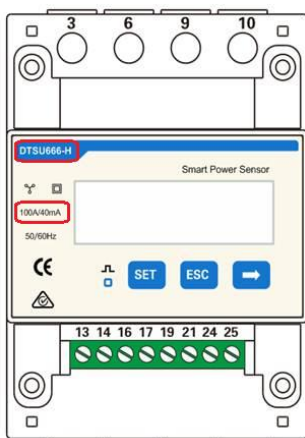 3 6 9 10
DTSU666-H
Smart Power Sensor
100A/40mA
50/60Hz
CE
SET ESC
13 14 16 17 19 21 24 25